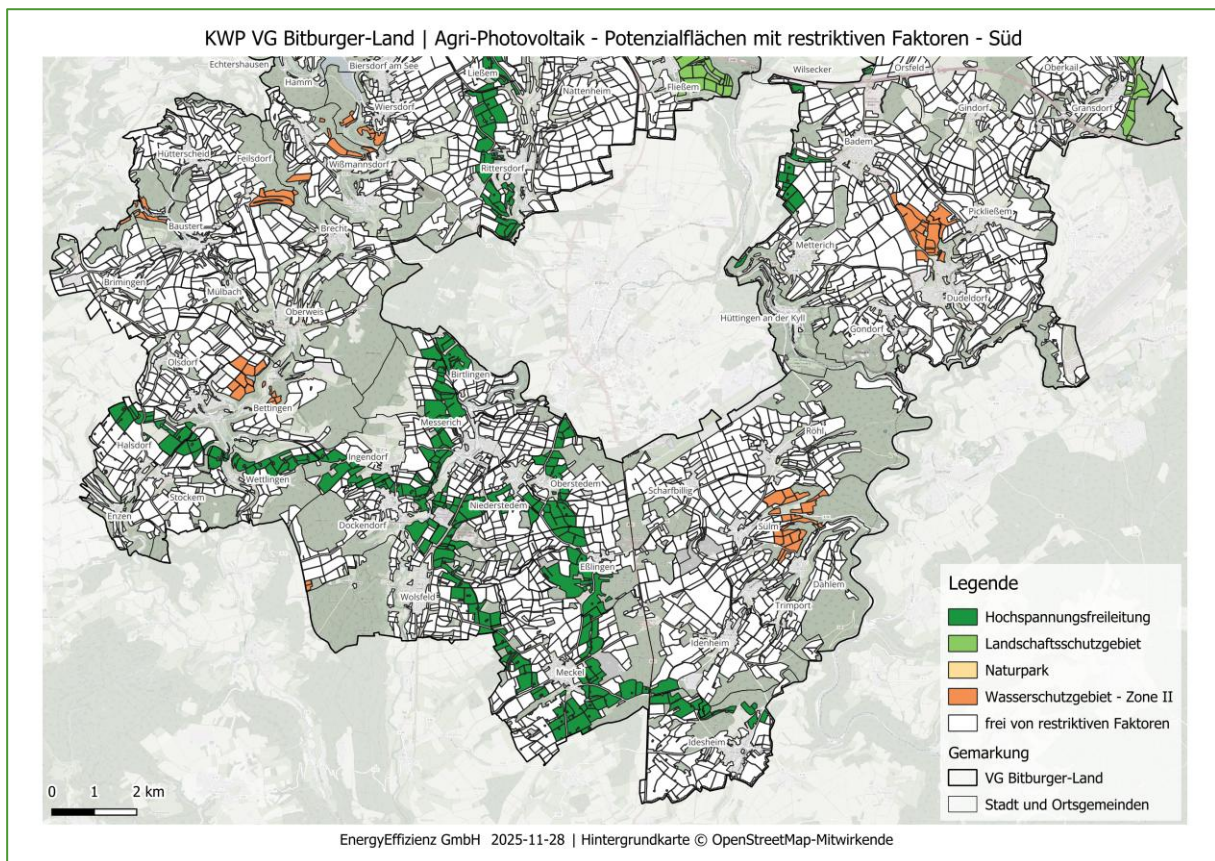 KWP VG Bitburger-Land | Agri-Photovoltaik - Potenzialflächen mit restriktiven Faktoren - Süd
Echtershausen
Biersdorf am See
Ließem
Wilsecker
Orsfeld
Oberkail
Hamm
Wiersdorf
Nattenheim
Fließem
Gindorf
Gransdorf
Hütterscheid
Feilsdorf
Wißmannsdorf
Rittersdorf
Badem
Baustert
Brecht
Pickließem
Metterich
Brimingen
Mülbach
Oberweis
Hüttingen an der Kyll
Dudeldorf
Gondorf
Olsdorf
Bettingen
Birtlingen
Messerich
Halsdorf
Ingendorf
Röhl
Wettlingen
Stockem
Oberstedem
Scharfbillig
Enzen
Dockendorf
Niederstedem
Sülm
Eßlingen
Wolsfeld
Dahlem
Trimport
Idenheim
Meckel
Idesheim
Legende
Hochspannungsfreileitung
Landschaftsschutzgebiet
Naturpark
Wasserschutzgebiet - Zone II
frei von restriktiven Faktoren
Gemarkung
VG Bitburger-Land
Stadt und Ortsgemeinden
0 1 2 km
EnergyEffizienz GmbH 2025-11-28 | Hintergrundkarte © OpenStreetMap-Mitwirkende